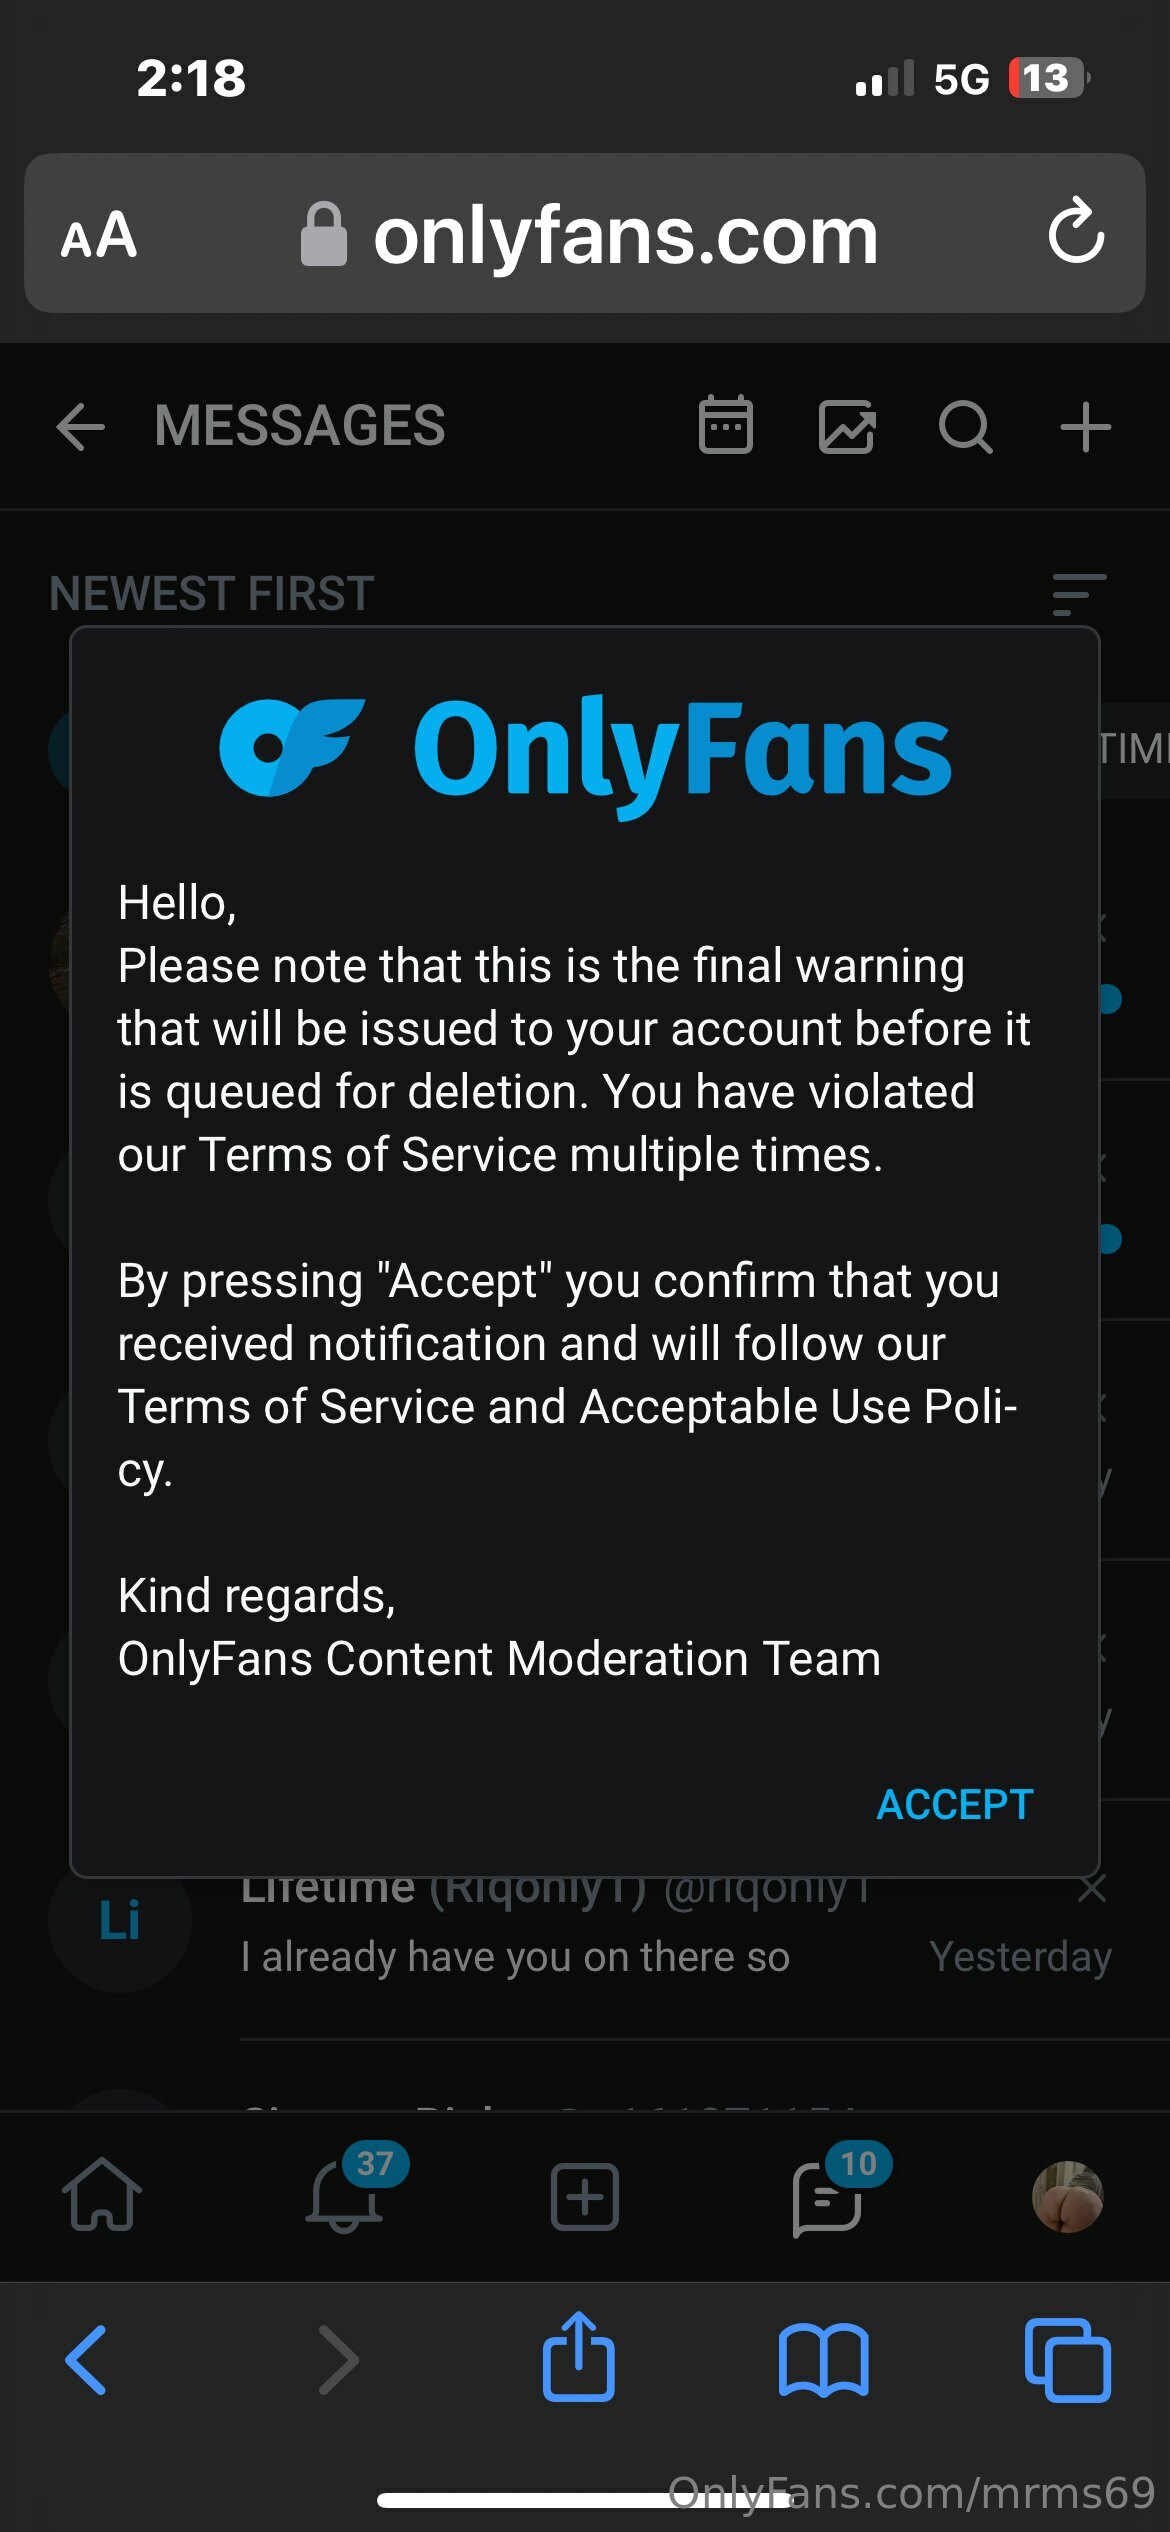 2:18
5G 13
AA onlyfans.com
MESSAGES
NEWEST FIRST
OnlyFans
Hello,
Please note that this is the final warning
that will be issued to your account before it
is queued for deletion. You have violated
our Terms of Service multiple times.
By pressing "Accept" you confirm that you
received notification and will follow our
Terms of Service and Acceptable Use Poli-
cy.
Kind regards,
OnlyFans Content Moderation Team
ACCEPT
Li
Lifetime (Riqonly1) @riqonly1
I already have you on there so
Yesterday
37
10
OnlyFans.com/mrms69